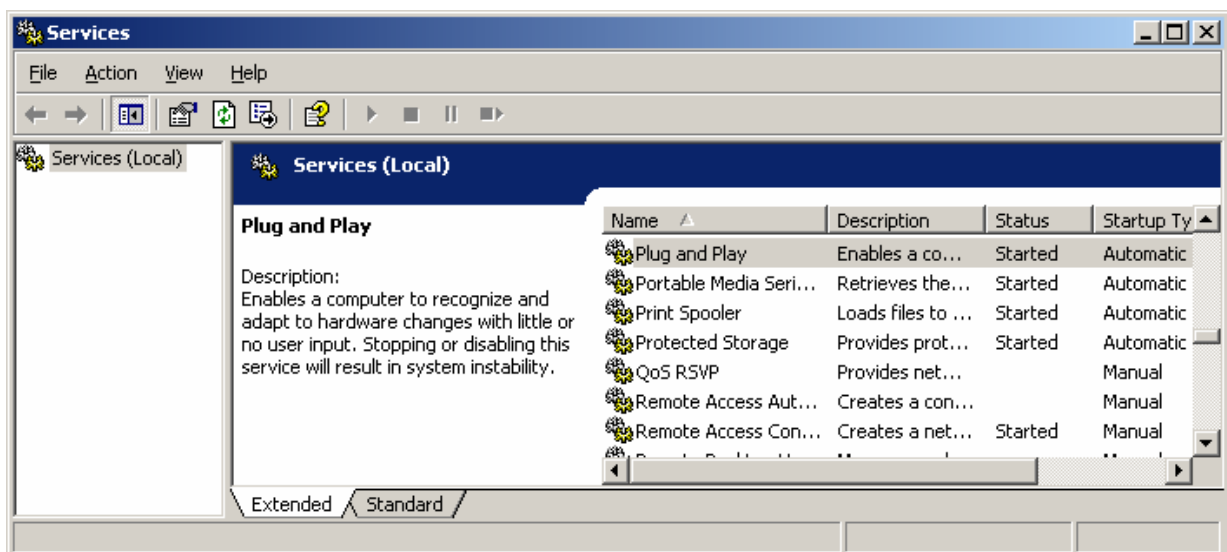 Services
File Action View Help
Services (Local)
Services (Local)
Plug and Play
Description:
Enables a computer to recognize and
adapt to hardware changes with little or
no user input. Stopping or disabling this
service will result in system instability.
Name Description Status Startup Ty
Plug and Play Enables a co... Started Automatic
Portable Media Seri... Retrieves the... Started Automatic
Print Spooler Loads files to ... Started Automatic
Protected Storage Provides prot... Started Automatic
QoS RSVP Provides net... Manual
Remote Access Aut... Creates a con... Manual
Remote Access Con... Creates a net... Started Manual
Extended Standard